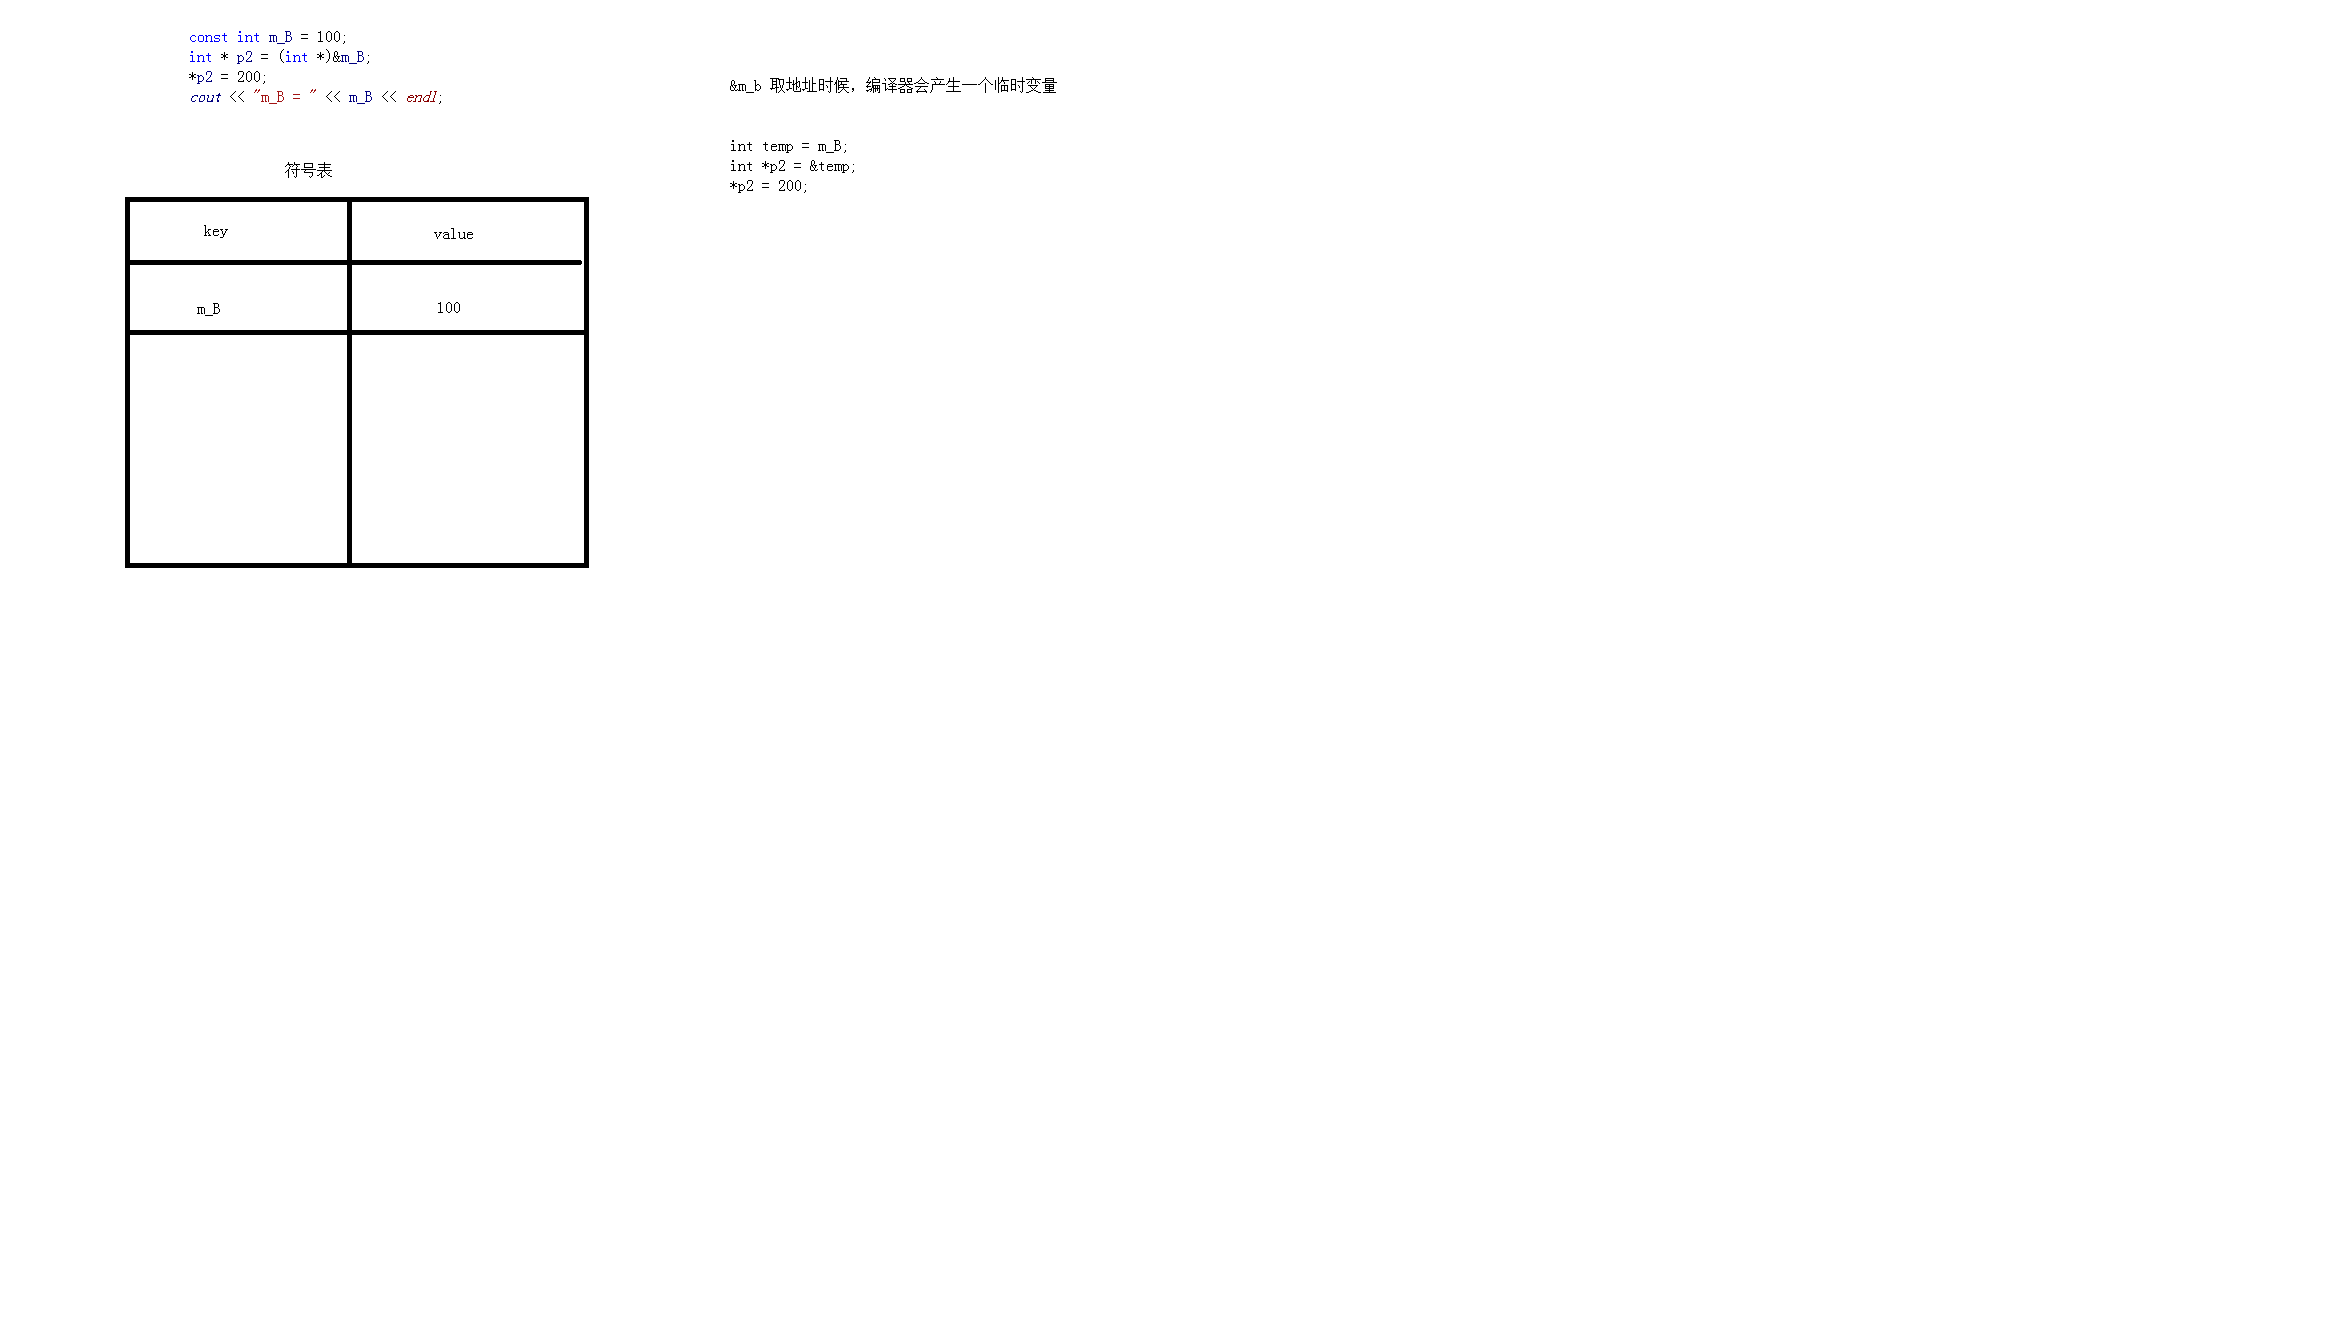 const int m_B = 100;
int * p2 = (int *)&m_B;
*p2 = 200;
cout << "m_B = " << m_B << endl;
&m_b 取地址时候，编译器会产生一个临时变量
int temp = m_B;
int *p2 = &temp;
*p2 = 200;
符号表
key value
m_B 100